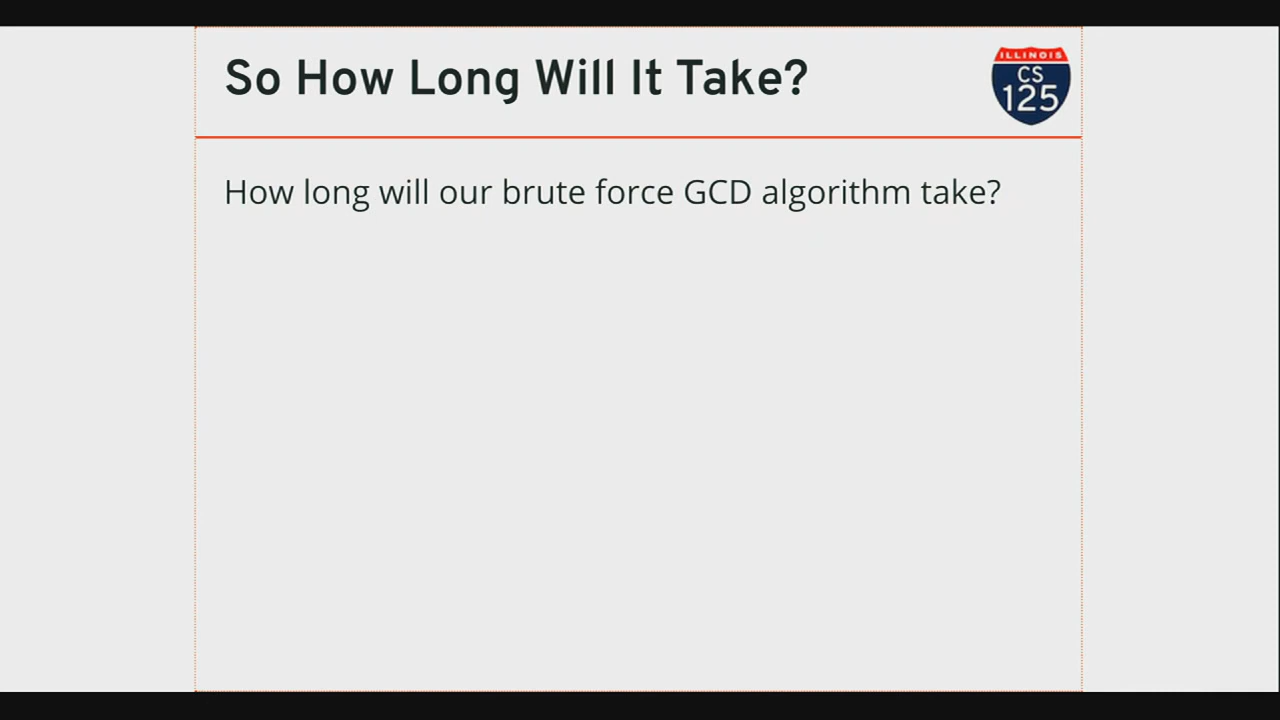 So How Long Will It Take?
ILLINOIS
CS
125
How long will our brute force GCD algorithm take?